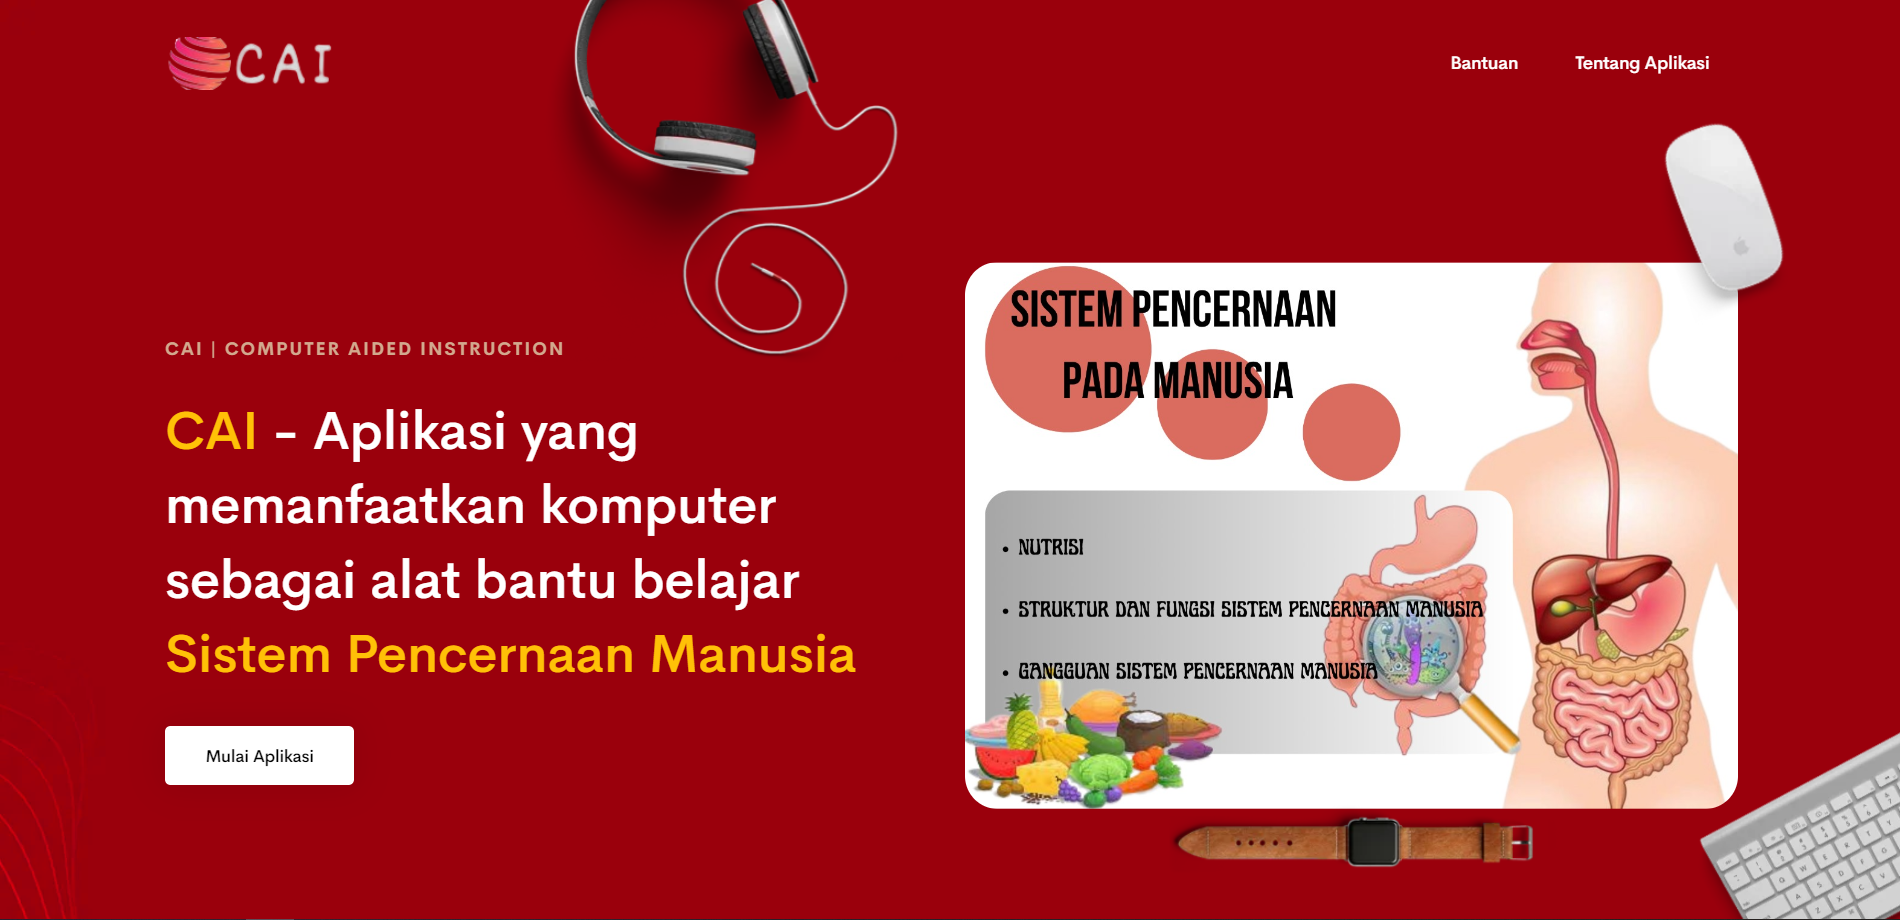 CAI
Bantuan
Tentang Aplikasi
CAI | COMPUTER AIDED INSTRUCTION
CAI - Aplikasi yang
memanfaatkan komputer
sebagai alat bantu belajar
Sistem Pencernaan Manusia
Mulai Aplikasi
SISTEM PENCERNAAN
PADA MANUSIA
• NUTRISI
• STRUKTUR DAN FUNGSI SISTEM PENCERNAAN MANUSIA
• GANGGUAN SISTEM PENCERNAAN MANUSIA